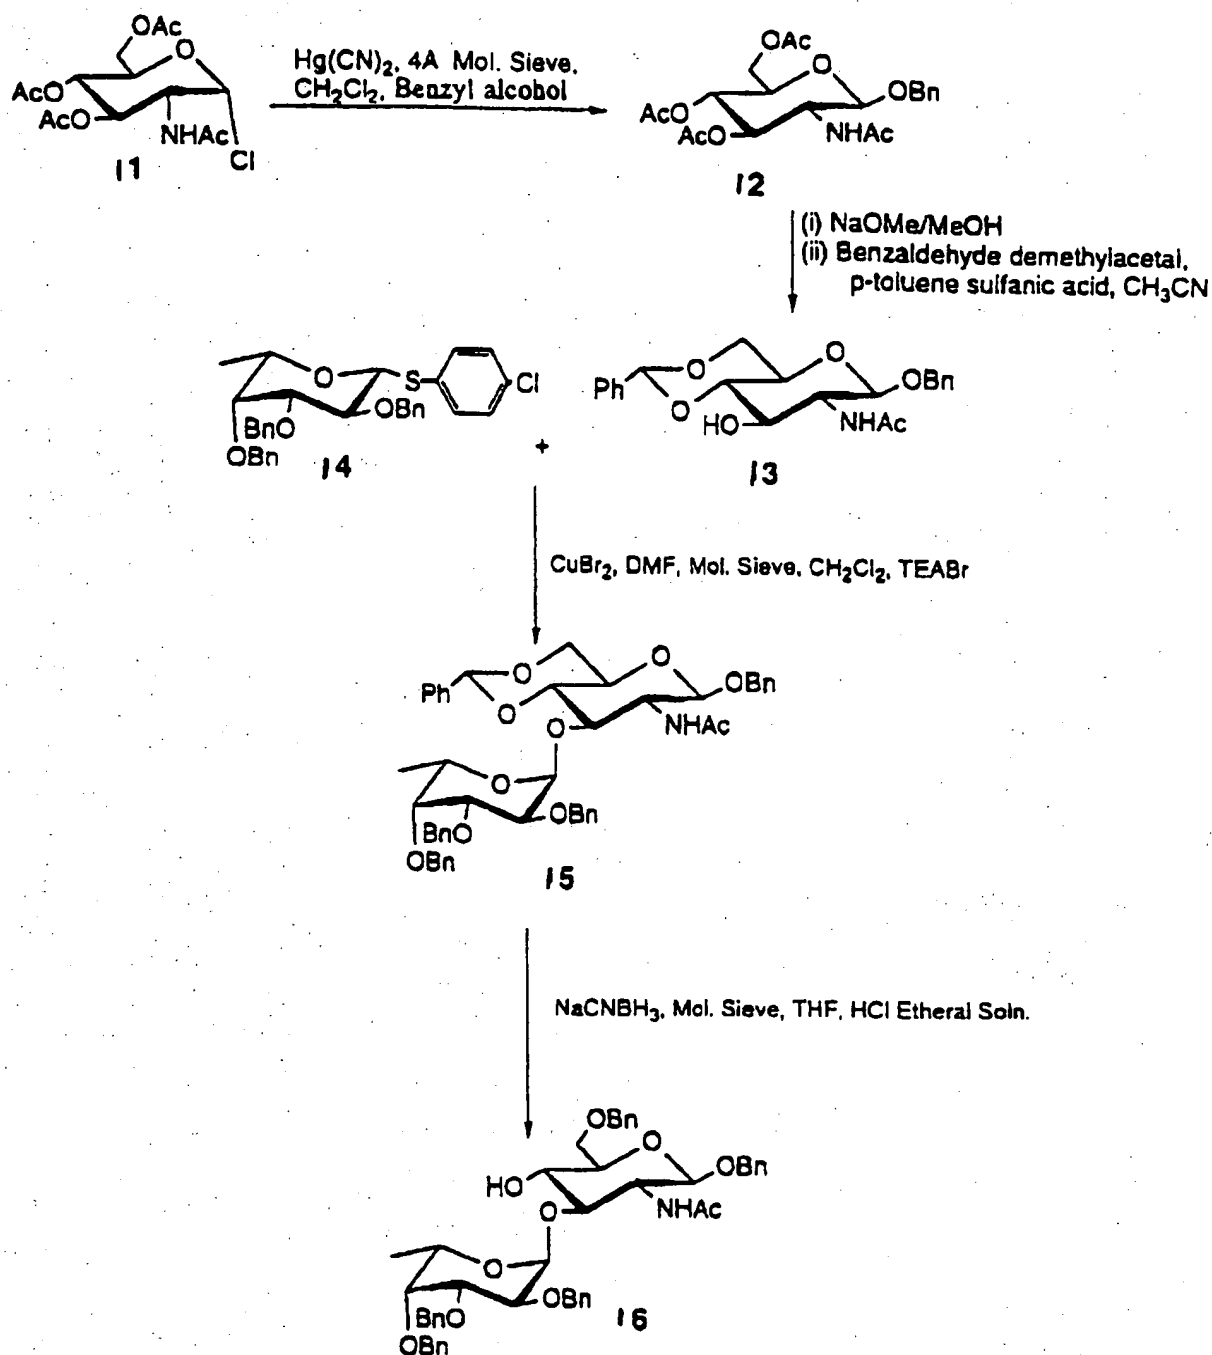 OAc
O
AcO
AcO
NHAc
Cl
11
Hg(CN)2, 4A Mol. Sieve,
CH2Cl2, Benzyl alcohol
OAc
O
OBn
AcO
AcO
NHAc
12
(i) NaOMe/MeOH
(ii) Benzaldehyde demethylacetal,
p-toluene sulfanic acid, CH3CN
O
S
Cl
OBn
BnO
OBn
14
+
O
O
Ph
O
OBn
HO
NHAc
13
CuBr2, DMF, Mol. Sieve, CH2Cl2, TEABr
O
O
Ph
OBn
O
O
NHAc
O
OBn
BnO
OBn
15
NaCNBH3, Mol. Sieve, THF, HCl Etheral Soln.
OBn
O
OBn
HO
O
NHAc
O
OBn
BnO
OBn
16